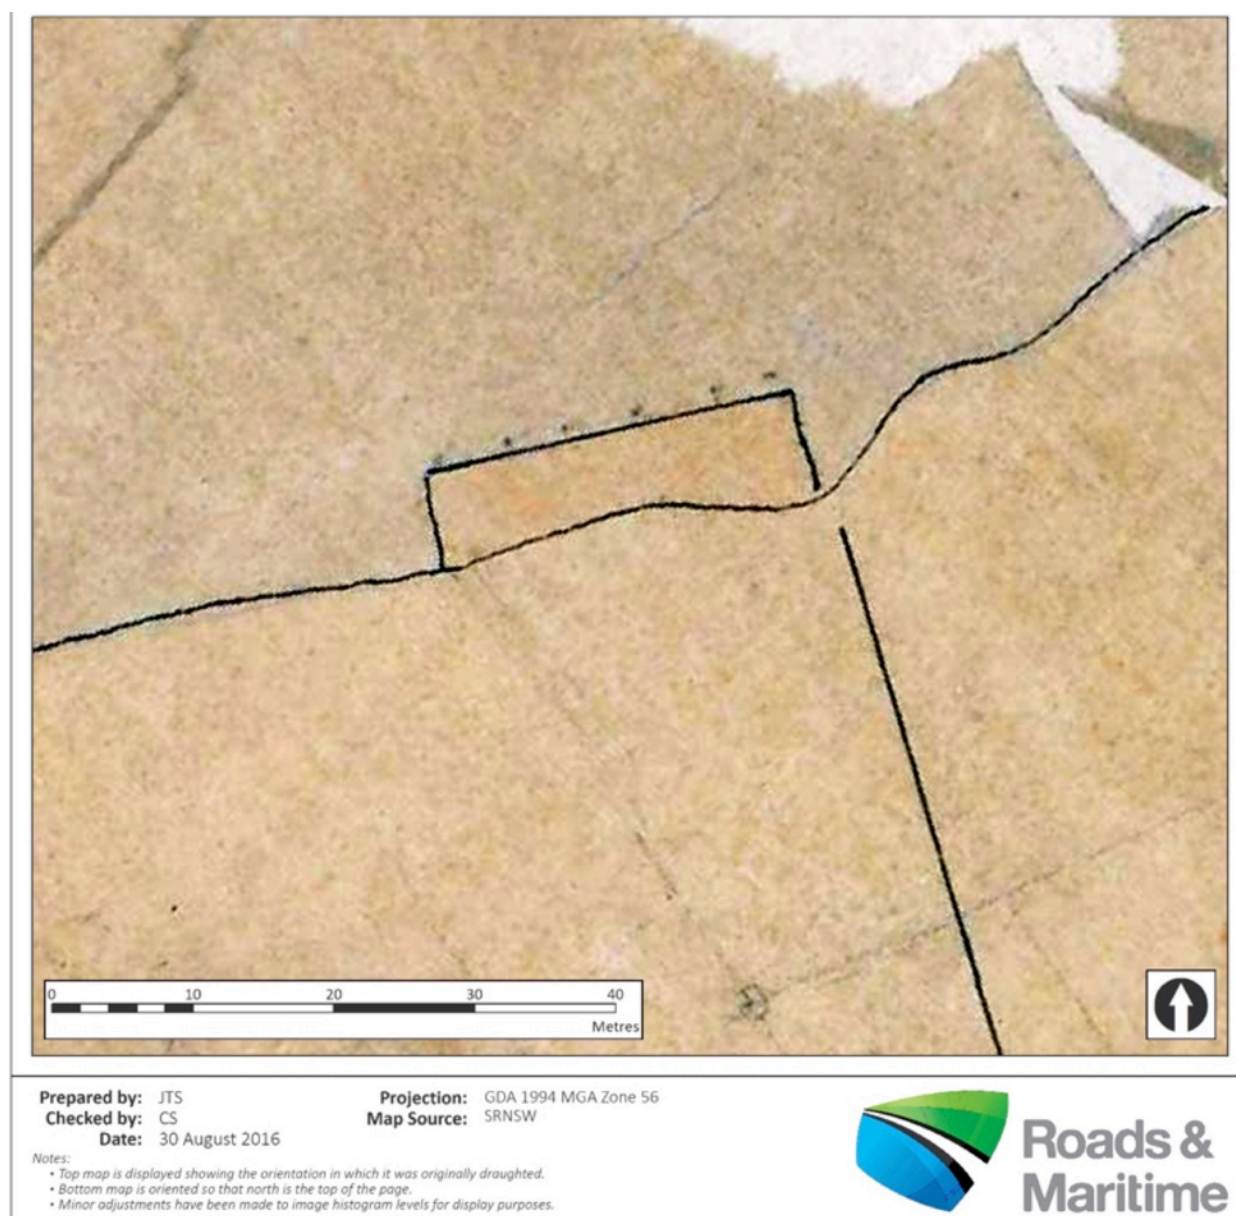 0 10 20 30 40
Metres
Prepared by: JTS
Checked by: CS
Date: 30 August 2016
Projection: GDA 1994 MGA Zone 56
Map Source: SRNSW
Notes:
• Top map is displayed showing the orientation in which it was originally draughted.
• Bottom map is oriented so that north is the top of the page.
• Minor adjustments have been made to image histogram levels for display purposes.
Roads &
Maritime